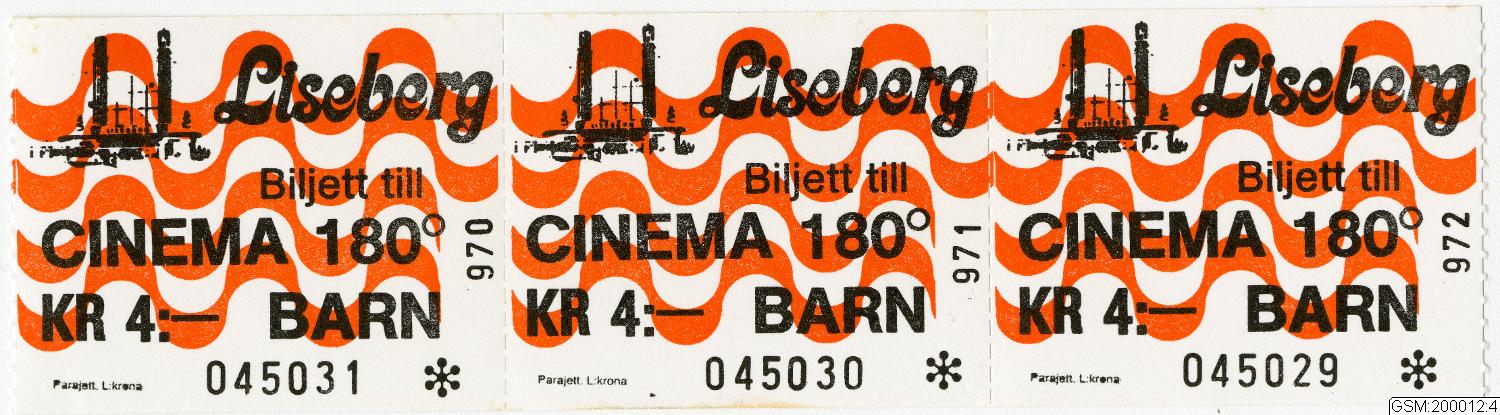 Liseberg
Biljett till
CINEMA 180°
KR 4:— BARN
970
Parajett. L:krona 045031
Liseberg
Biljett till
CINEMA 180°
KR 4:— BARN
971
Parajett. L:krona 045030
Liseberg
Biljett till
CINEMA 180°
KR 4:— BARN
972
Parajett. L:krona 045029
GSM:200012:4